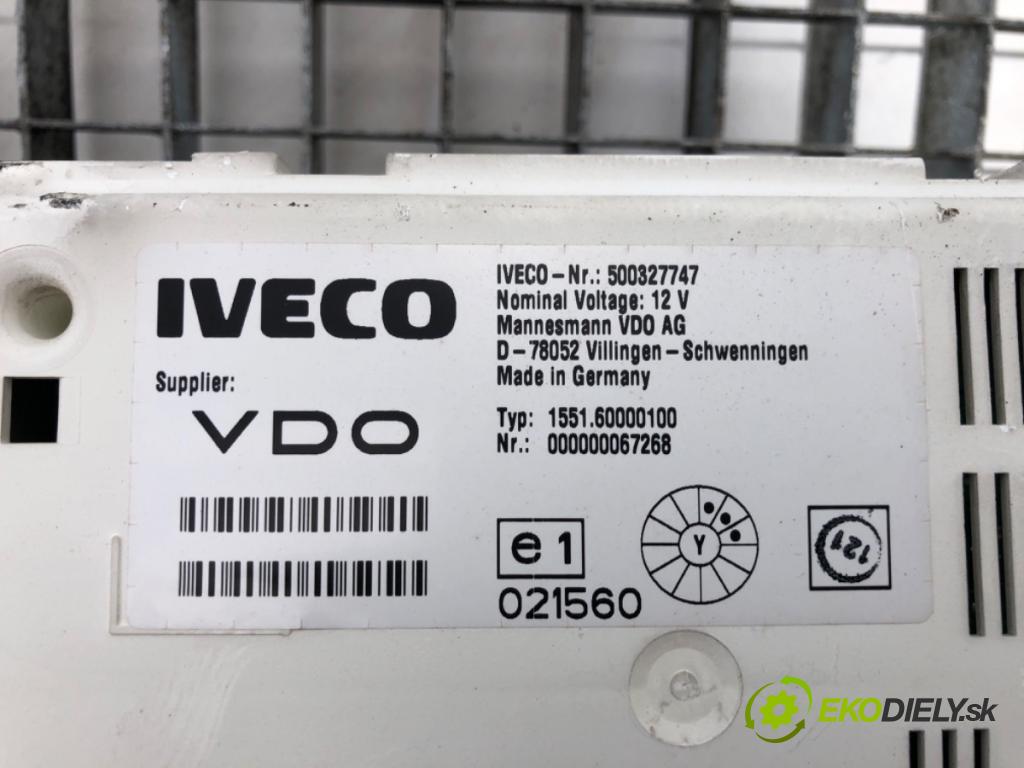 IVECO
Supplier:
VDO
IVECO-Nr.: 500327747
Nominal Voltage: 12 V
Mannesmann VDO AG
D-78052 Villingen-Schwenningen
Made in Germany
Typ: 1551.60000100
Nr.: 000000067268
e1
021560
Y
121
EKODIELY.sk